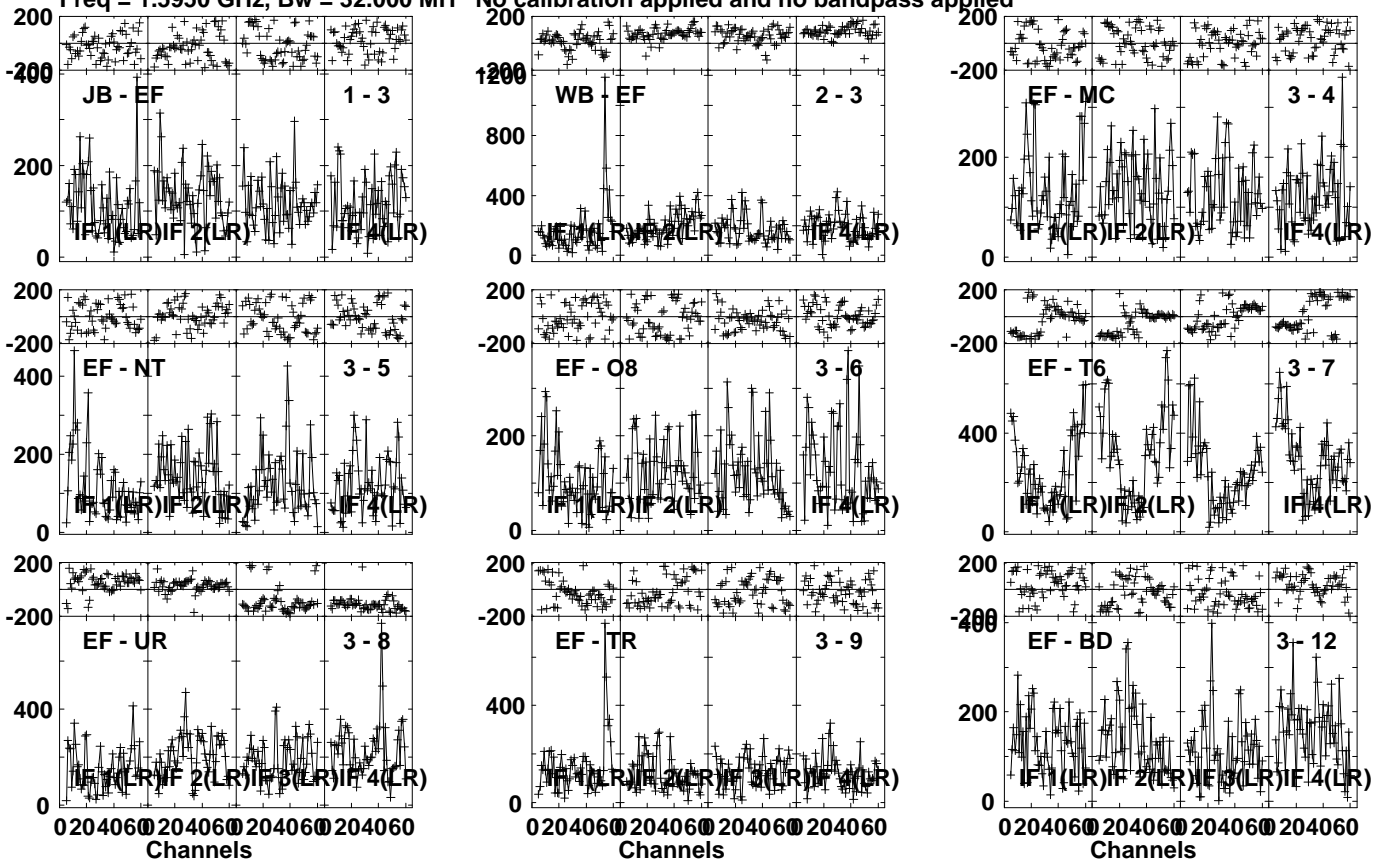 Freq = 1.5950 GHz, Bw = 32.000 MH No calibration applied and no bandpass applied
200
-200
400
200
0
JB - EF
1 - 3
IF 1(LR)
IF 2(LR)
IF 4(LR)
200
-200
1200
800
400
200
0
WB - EF
2 - 3
IF 1(LR)
IF 2(LR)
IF 4(LR)
200
-200
200
0
EF - MC
3 - 4
IF 1(LR)
IF 2(LR)
IF 4(LR)
200
-200
400
200
0
EF - NT
3 - 5
IF 1(LR)
IF 2(LR)
IF 4(LR)
200
-200
200
0
EF - O8
3 - 6
IF 1(LR)
IF 2(LR)
IF 4(LR)
200
-200
400
0
EF - T6
3 - 7
IF 1(LR)
IF 2(LR)
IF 4(LR)
200
-200
400
0
EF - UR
3 - 8
IF 1(LR)
IF 2(LR)
IF 3(LR)
IF 4(LR)
0 20 40 60 0 20 40 60 0 20 40 60 0 20 40 60
Channels
200
-200
400
0
EF - TR
3 - 9
IF 1(LR)
IF 2(LR)
IF 3(LR)
IF 4(LR)
0 20 40 60 0 20 40 60 0 20 40 60 0 20 40 60
Channels
200
-200
400
200
0
EF - BD
3 - 12
IF 1(LR)
IF 2(LR)
IF 3(LR)
IF 4(LR)
0 20 40 60 0 20 40 60 0 20 40 60 0 20 40 60
Channels